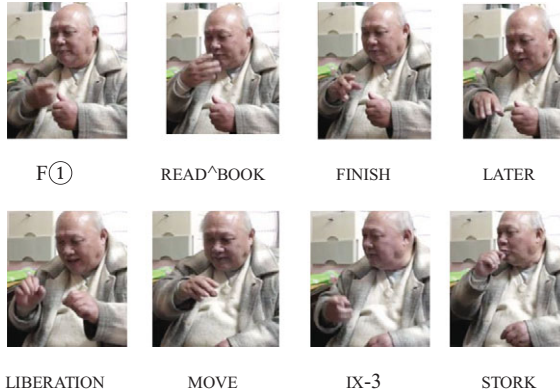 F① READ^BOOK FINISH LATER
LIBERATION MOVE IX-3 STORK